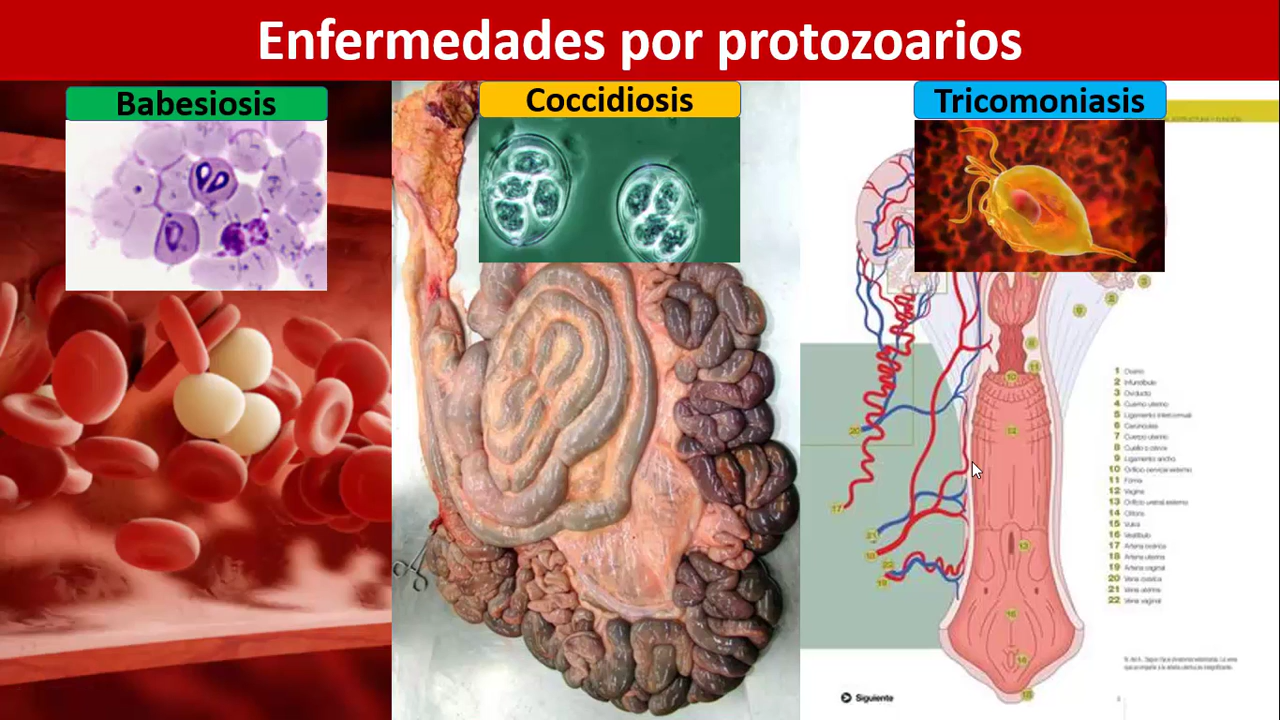 Enfermedades por protozoarios
Babesiosis
Coccidiosis
Tricomoniasis
1 Ovario
2 Infundíbulo
3 Oviducto
4 Cuerno uterino
5 Ligamento intercornual
6 Carúnculas
7 Cuerpo uterino
8 Cuello o cérvix
9 Ligamento ancho
10 Orificio cervical externo
11 Fórnix
12 Vagina
13 Orificio uretral externo
14 Clítoris
15 Vulva
16 Vestíbulo
17 Arteria ovárica
18 Arteria uterina
19 Arteria vaginal
20 Vena ovárica
21 Vena uterina
22 Vena vaginal
Siguiente